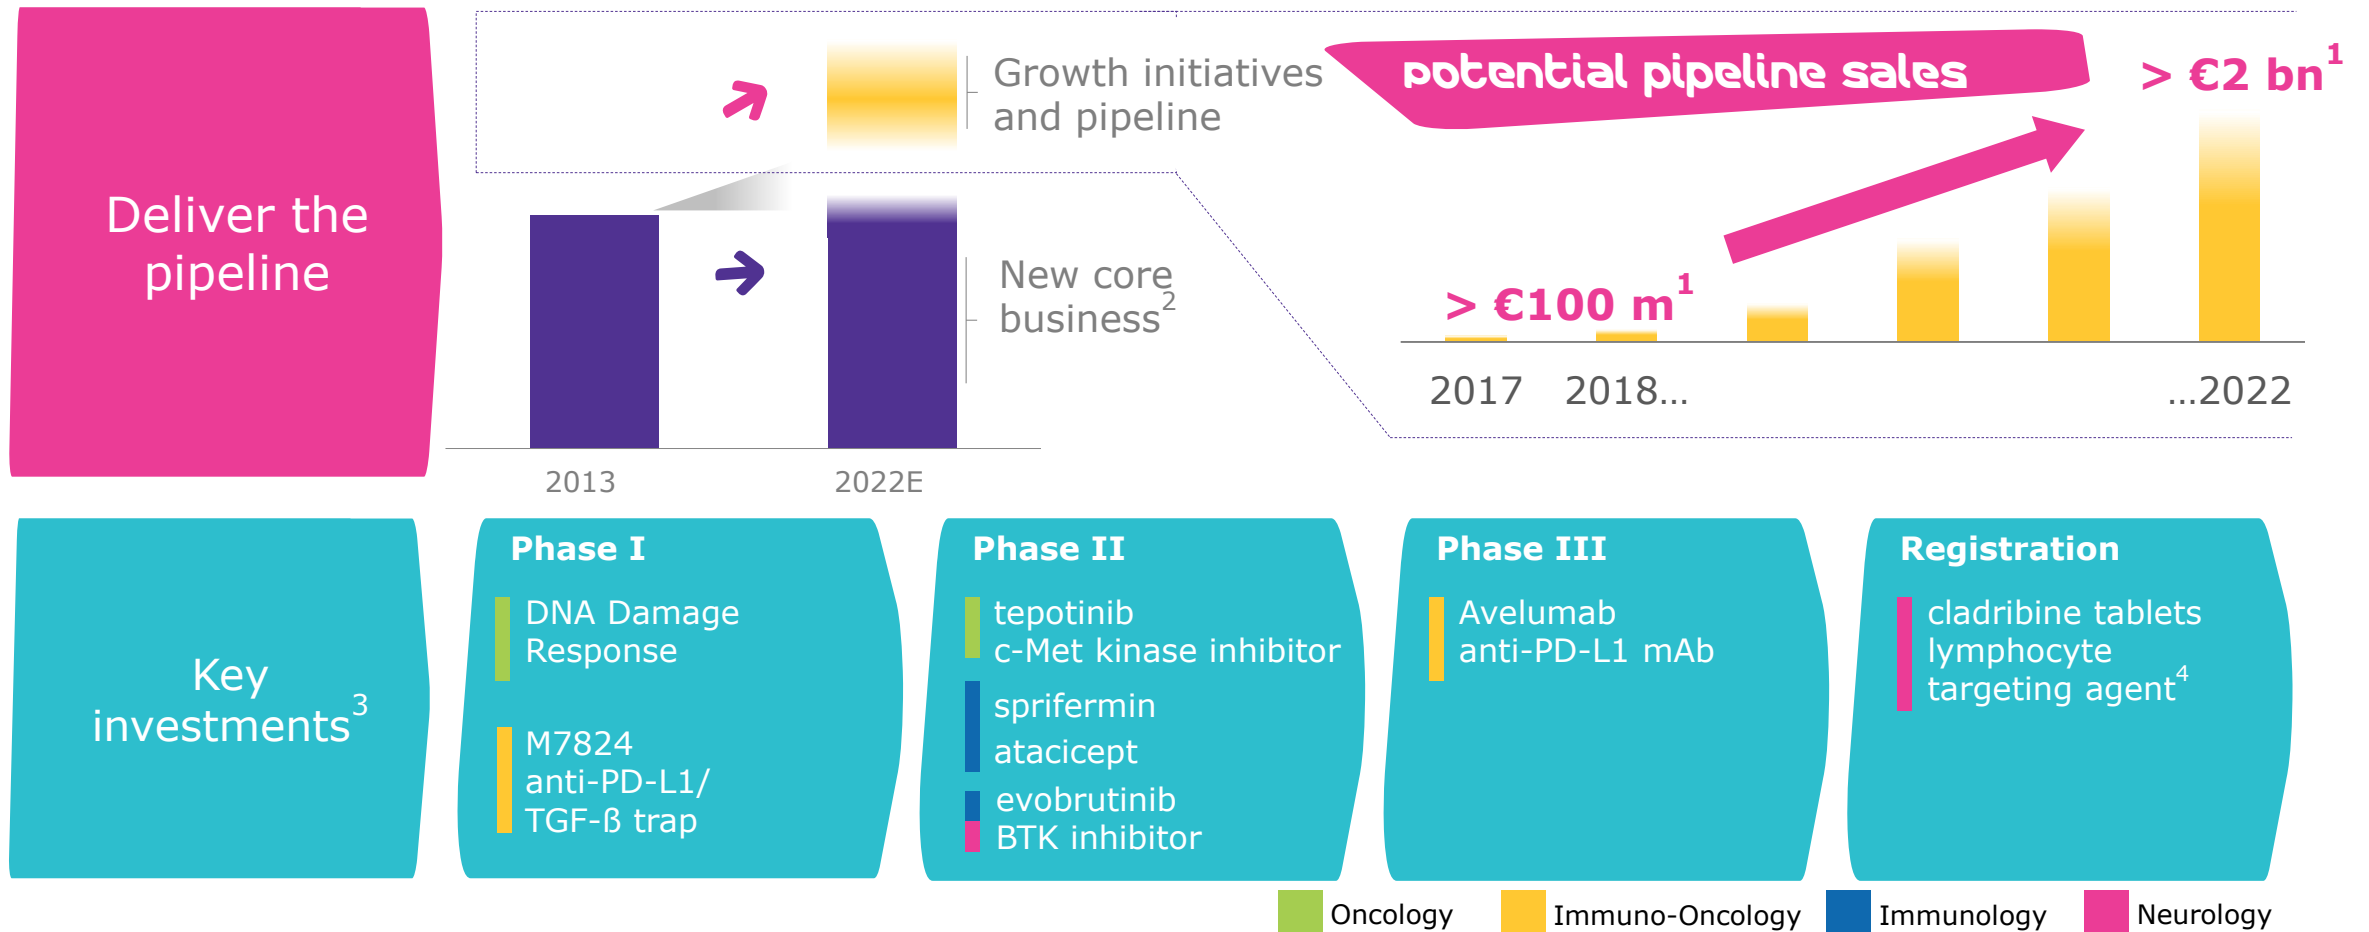 Deliver the
pipeline
Growth initiatives
and pipeline
New core
business2
2013
2022E
potential pipeline sales
> €2 bn1
> €100 m1
2017
2018...
...2022
Key
investments3
Phase I
DNA Damage
Response
M7824
anti-PD-L1/
TGF-ß trap
Phase II
tepotinib
c-Met kinase inhibitor
sprifermin
atacicept
evobrutinib
BTK inhibitor
Phase III
Avelumab
anti-PD-L1 mAb
Registration
cladribine tablets
lymphocyte
targeting agent4
Oncology
Immuno-Oncology
Immunology
Neurology